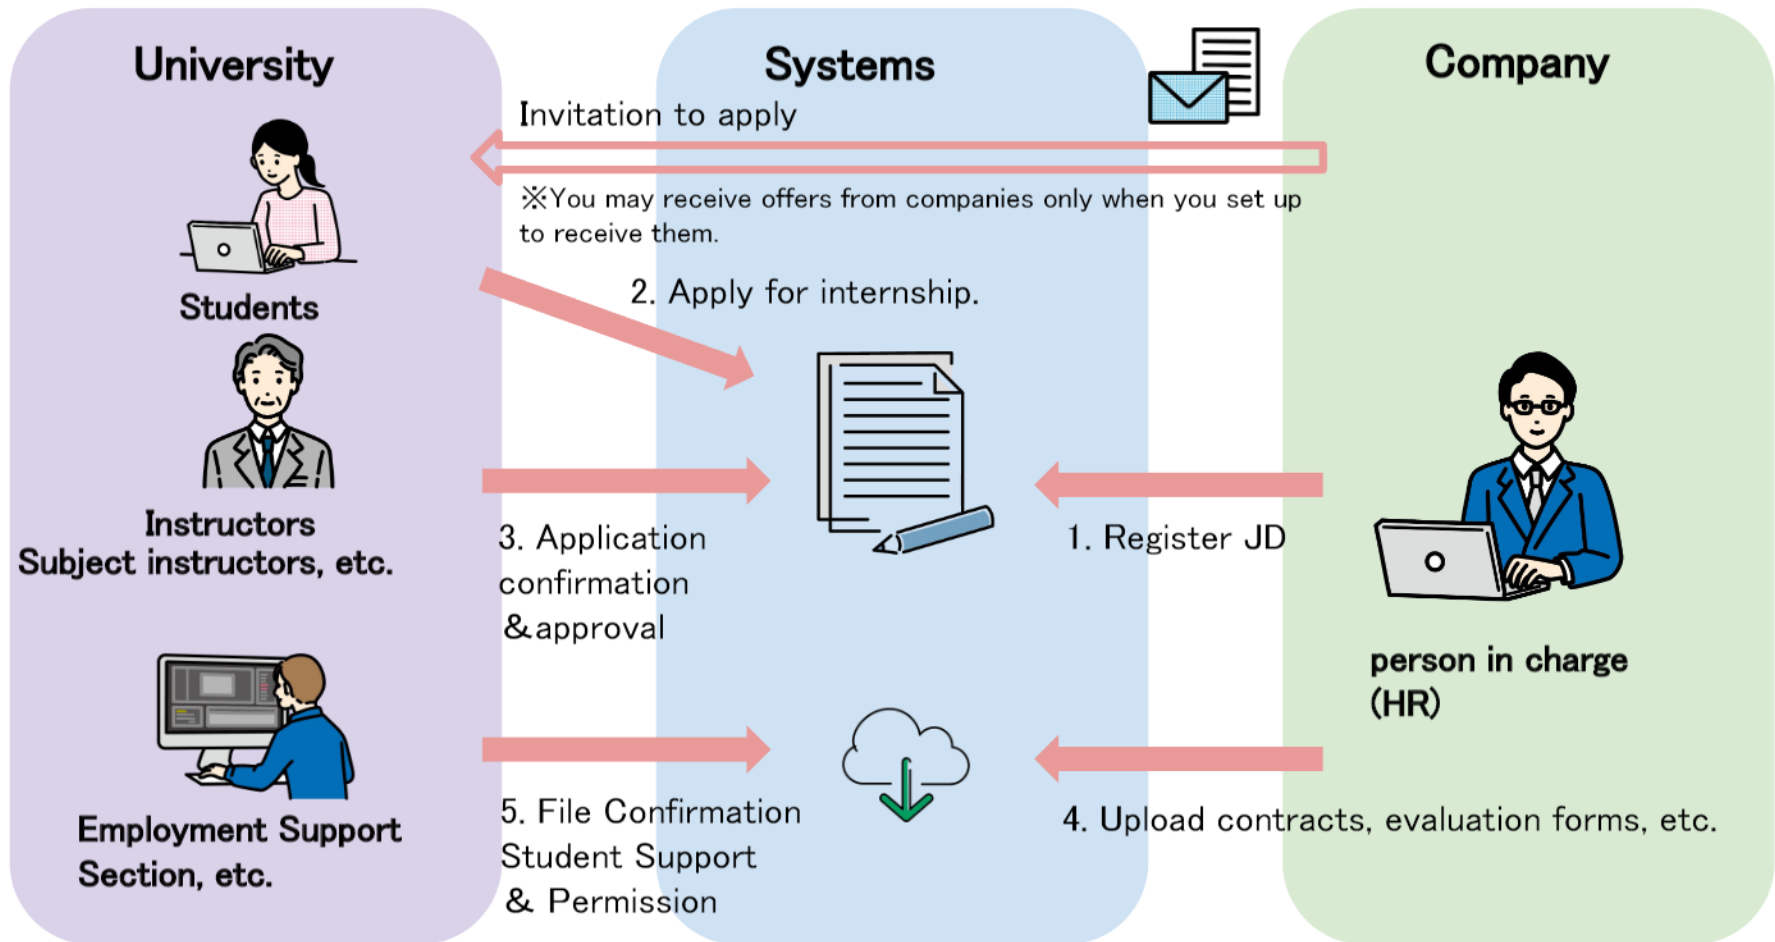 University
Systems
Company
Invitation to apply
※You may receive offers from companies only when you set up
to receive them.
2. Apply for internship.
Students
Instructors
Subject instructors, etc.
3. Application
confirmation
&approval
1. Register JD
person in charge
(HR)
Employment Support
Section, etc.
5. File Confirmation
Student Support
& Permission
4. Upload contracts, evaluation forms, etc.